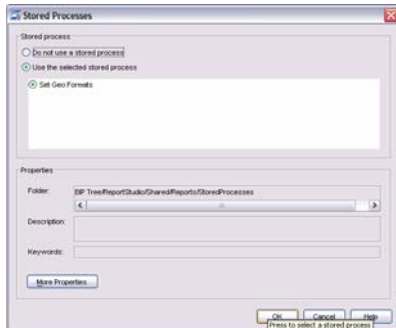 Stored Processes
Stored process
Do not use a stored process
Use the selected stored process
Set Geo Formats
Properties
Folder: BIP Tree/ReportStudio/Shared/Reports/StoredProcesses
Description:
Keywords:
More Properties
OK Cancel Help
Press to select a stored process